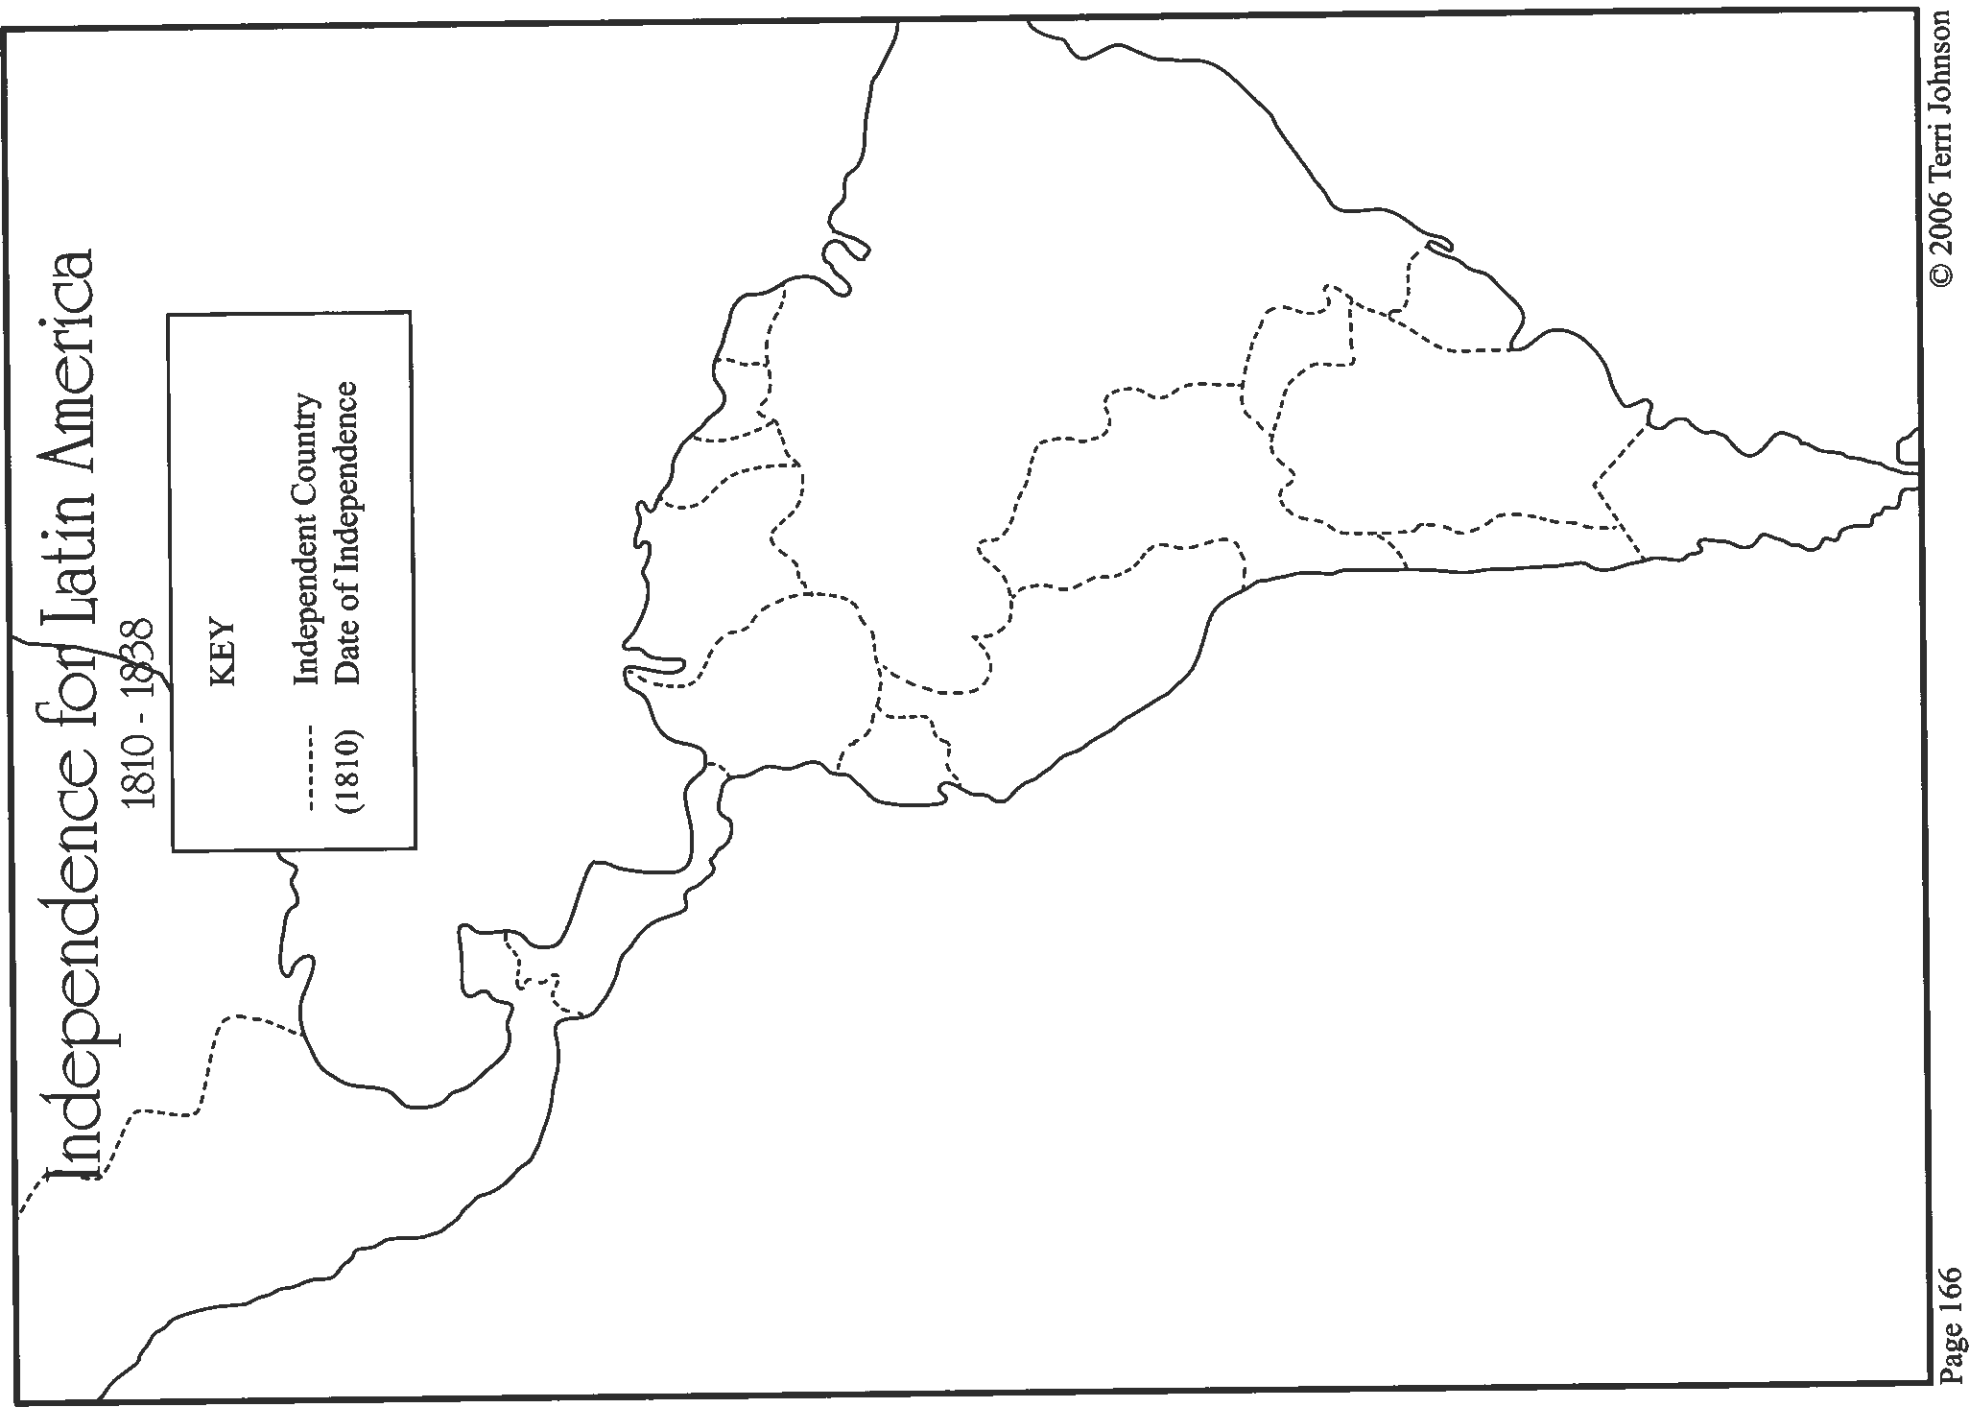 Independence for Latin America
1810 - 1838
KEY
Independent Country
(1810) Date of Independence
Page 166
© 2006 Terri Johnson